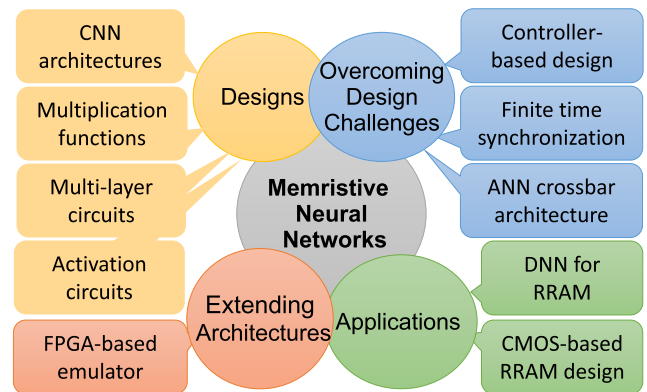 CNN
architectures
Multiplication
functions
Multi-layer
circuits
Activation
circuits
FPGA-based
emulator
Designs
Overcoming
Design
Challenges
Memristive
Neural
Networks
Extending
Architectures
Applications
Controller-
based design
Finite time
synchronization
ANN crossbar
architecture
DNN for
RRAM
CMOS-based
RRAM design